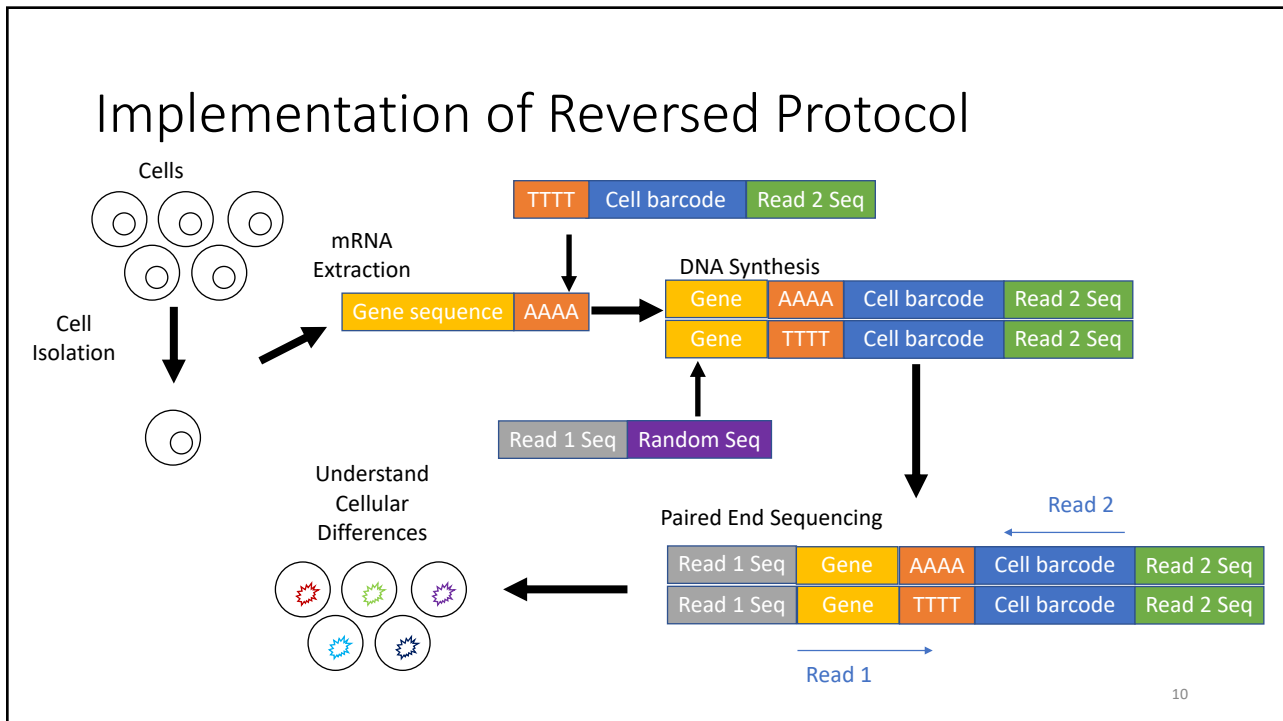 Implementation of Reversed Protocol
Cells
TTTT Cell barcode Read 2 Seq
mRNA
Extraction
DNA Synthesis
Gene sequence AAAA
Gene AAAA Cell barcode Read 2 Seq
Gene TTTT Cell barcode Read 2 Seq
Cell
Isolation
Read 1 Seq Random Seq
Understand
Cellular
Differences
Paired End Sequencing
Read 2
Read 1 Seq Gene AAAA Cell barcode Read 2 Seq
Read 1 Seq Gene TTTT Cell barcode Read 2 Seq
Read 1
10